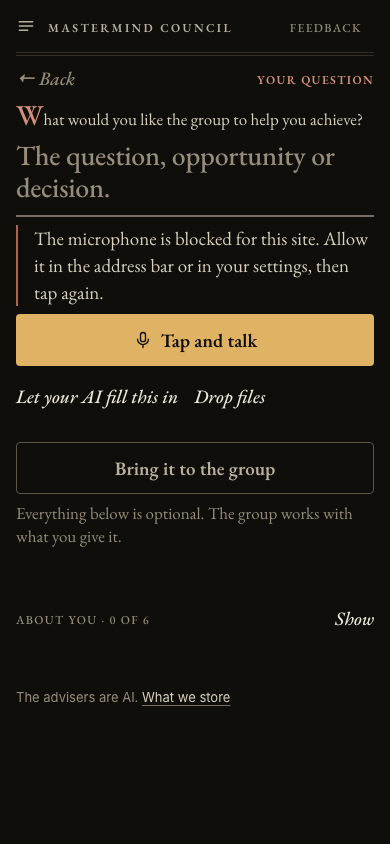 MASTERMIND COUNCIL
FEEDBACK
← Back
YOUR QUESTION
What would you like the group to help you achieve?
The question, opportunity or
decision.
The microphone is blocked for this site. Allow
it in the address bar or in your settings, then
tap again.
Tap and talk
Let your AI fill this in
Drop files
Bring it to the group
Everything below is optional. The group works with
what you give it.
ABOUT YOU · 0 OF 6
Show
The advisers are AI. What we store